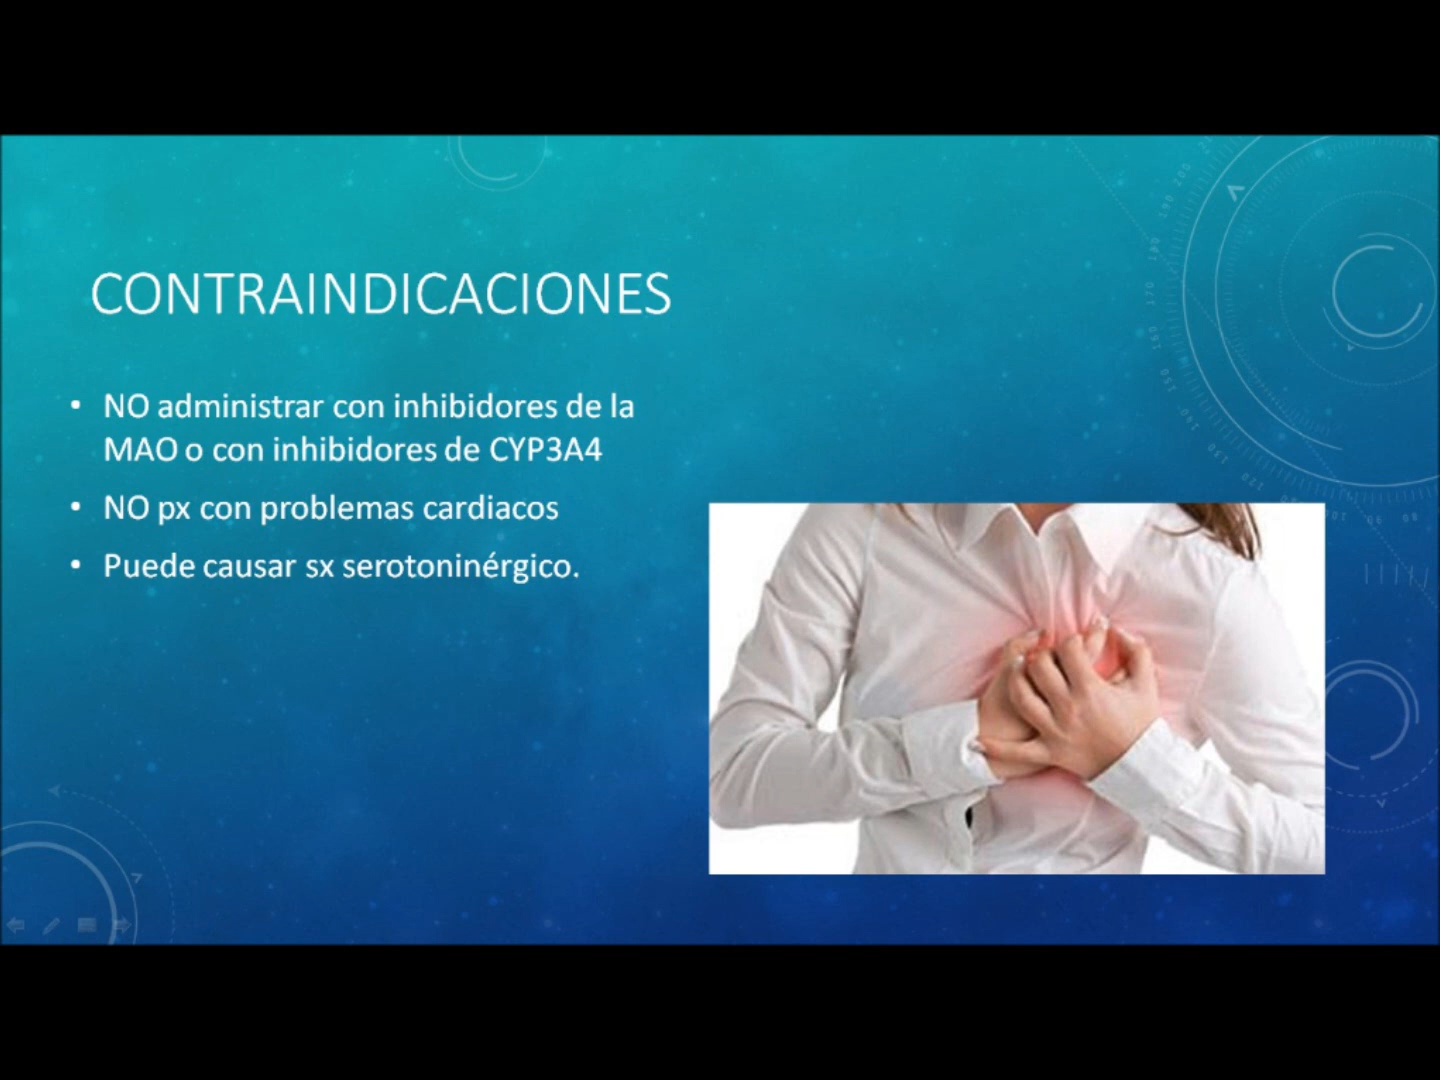 CONTRAINDICACIONES
• NO administrar con inhibidores de la
MAO o con inhibidores de CYP3A4
• NO px con problemas cardiacos
• Puede causar sx serotoninérgico.